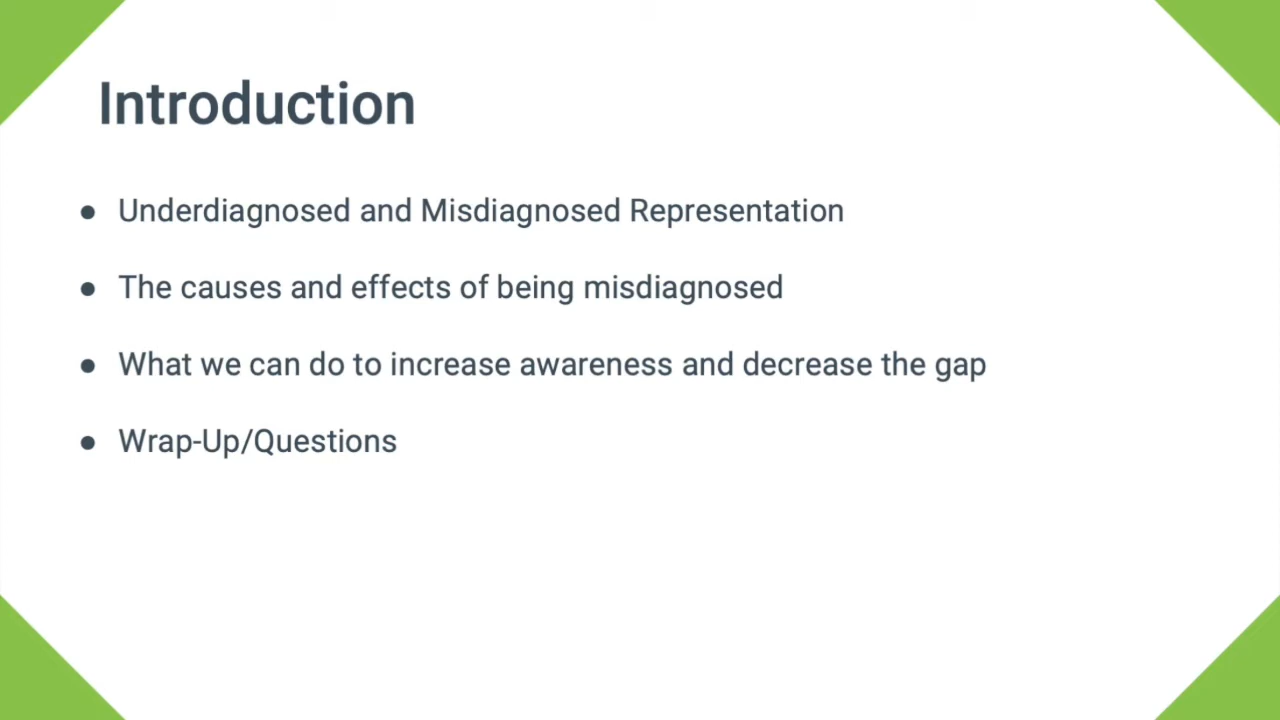 Introduction
● Underdiagnosed and Misdiagnosed Representation
● The causes and effects of being misdiagnosed
● What we can do to increase awareness and decrease the gap
● Wrap-Up/Questions